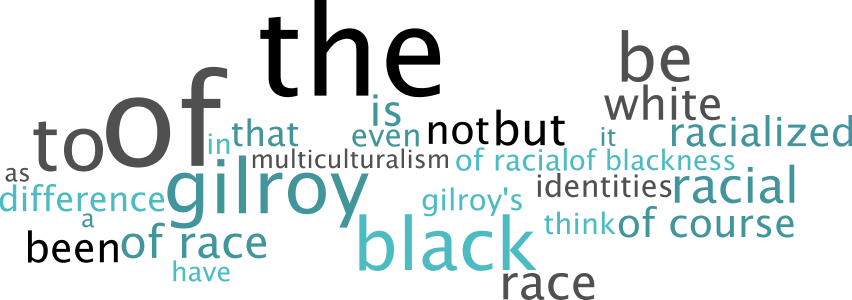 the
be
of
is
white
to
in
that
even
not
but
it
racialized
as
multiculturalism
of racial
of blackness
difference
gilroy
gilroy's
identities
racial
a
been
of race
black
think
of course
have
race